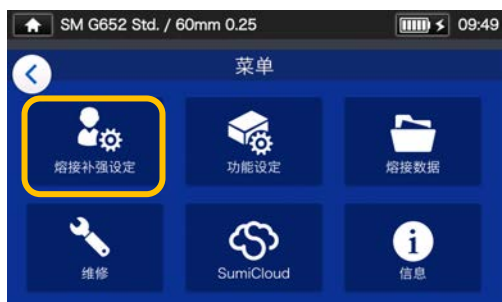 SM G652 Std. / 60mm 0.25
09:49
菜单
熔接补强设定
功能设定
熔接数据
维修
SumiCloud
信息